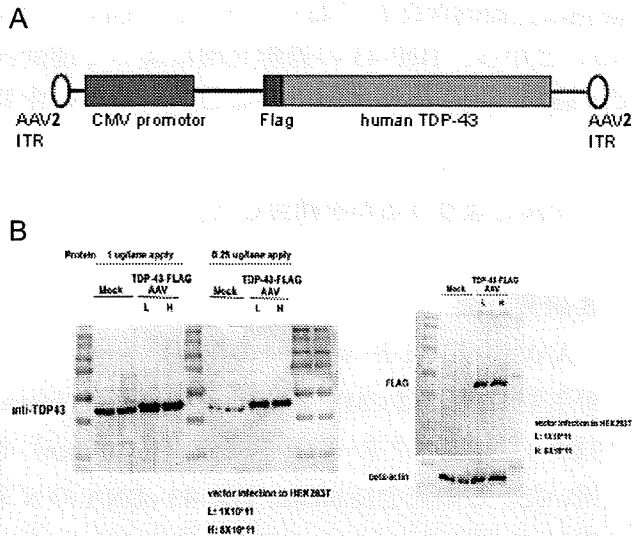 A
AAV2 ITR
CMV promotor
Flag
human TDP-43
AAV2 ITR
B
Protein 1 ug/lane apply 0.25 ug/lane apply
Mock TDP-43-FLAG AAV L H
Mock TDP-43-FLAG AAV L H
anti-TDP43
vector infection to HEK293T
L: 1X10^11
H: 5X10^11
Mock TDP-43-FLAG AAV L H
FLAG
beta-actin
vector infection to HEK293T
L: 1X10^11
H: 5X10^11